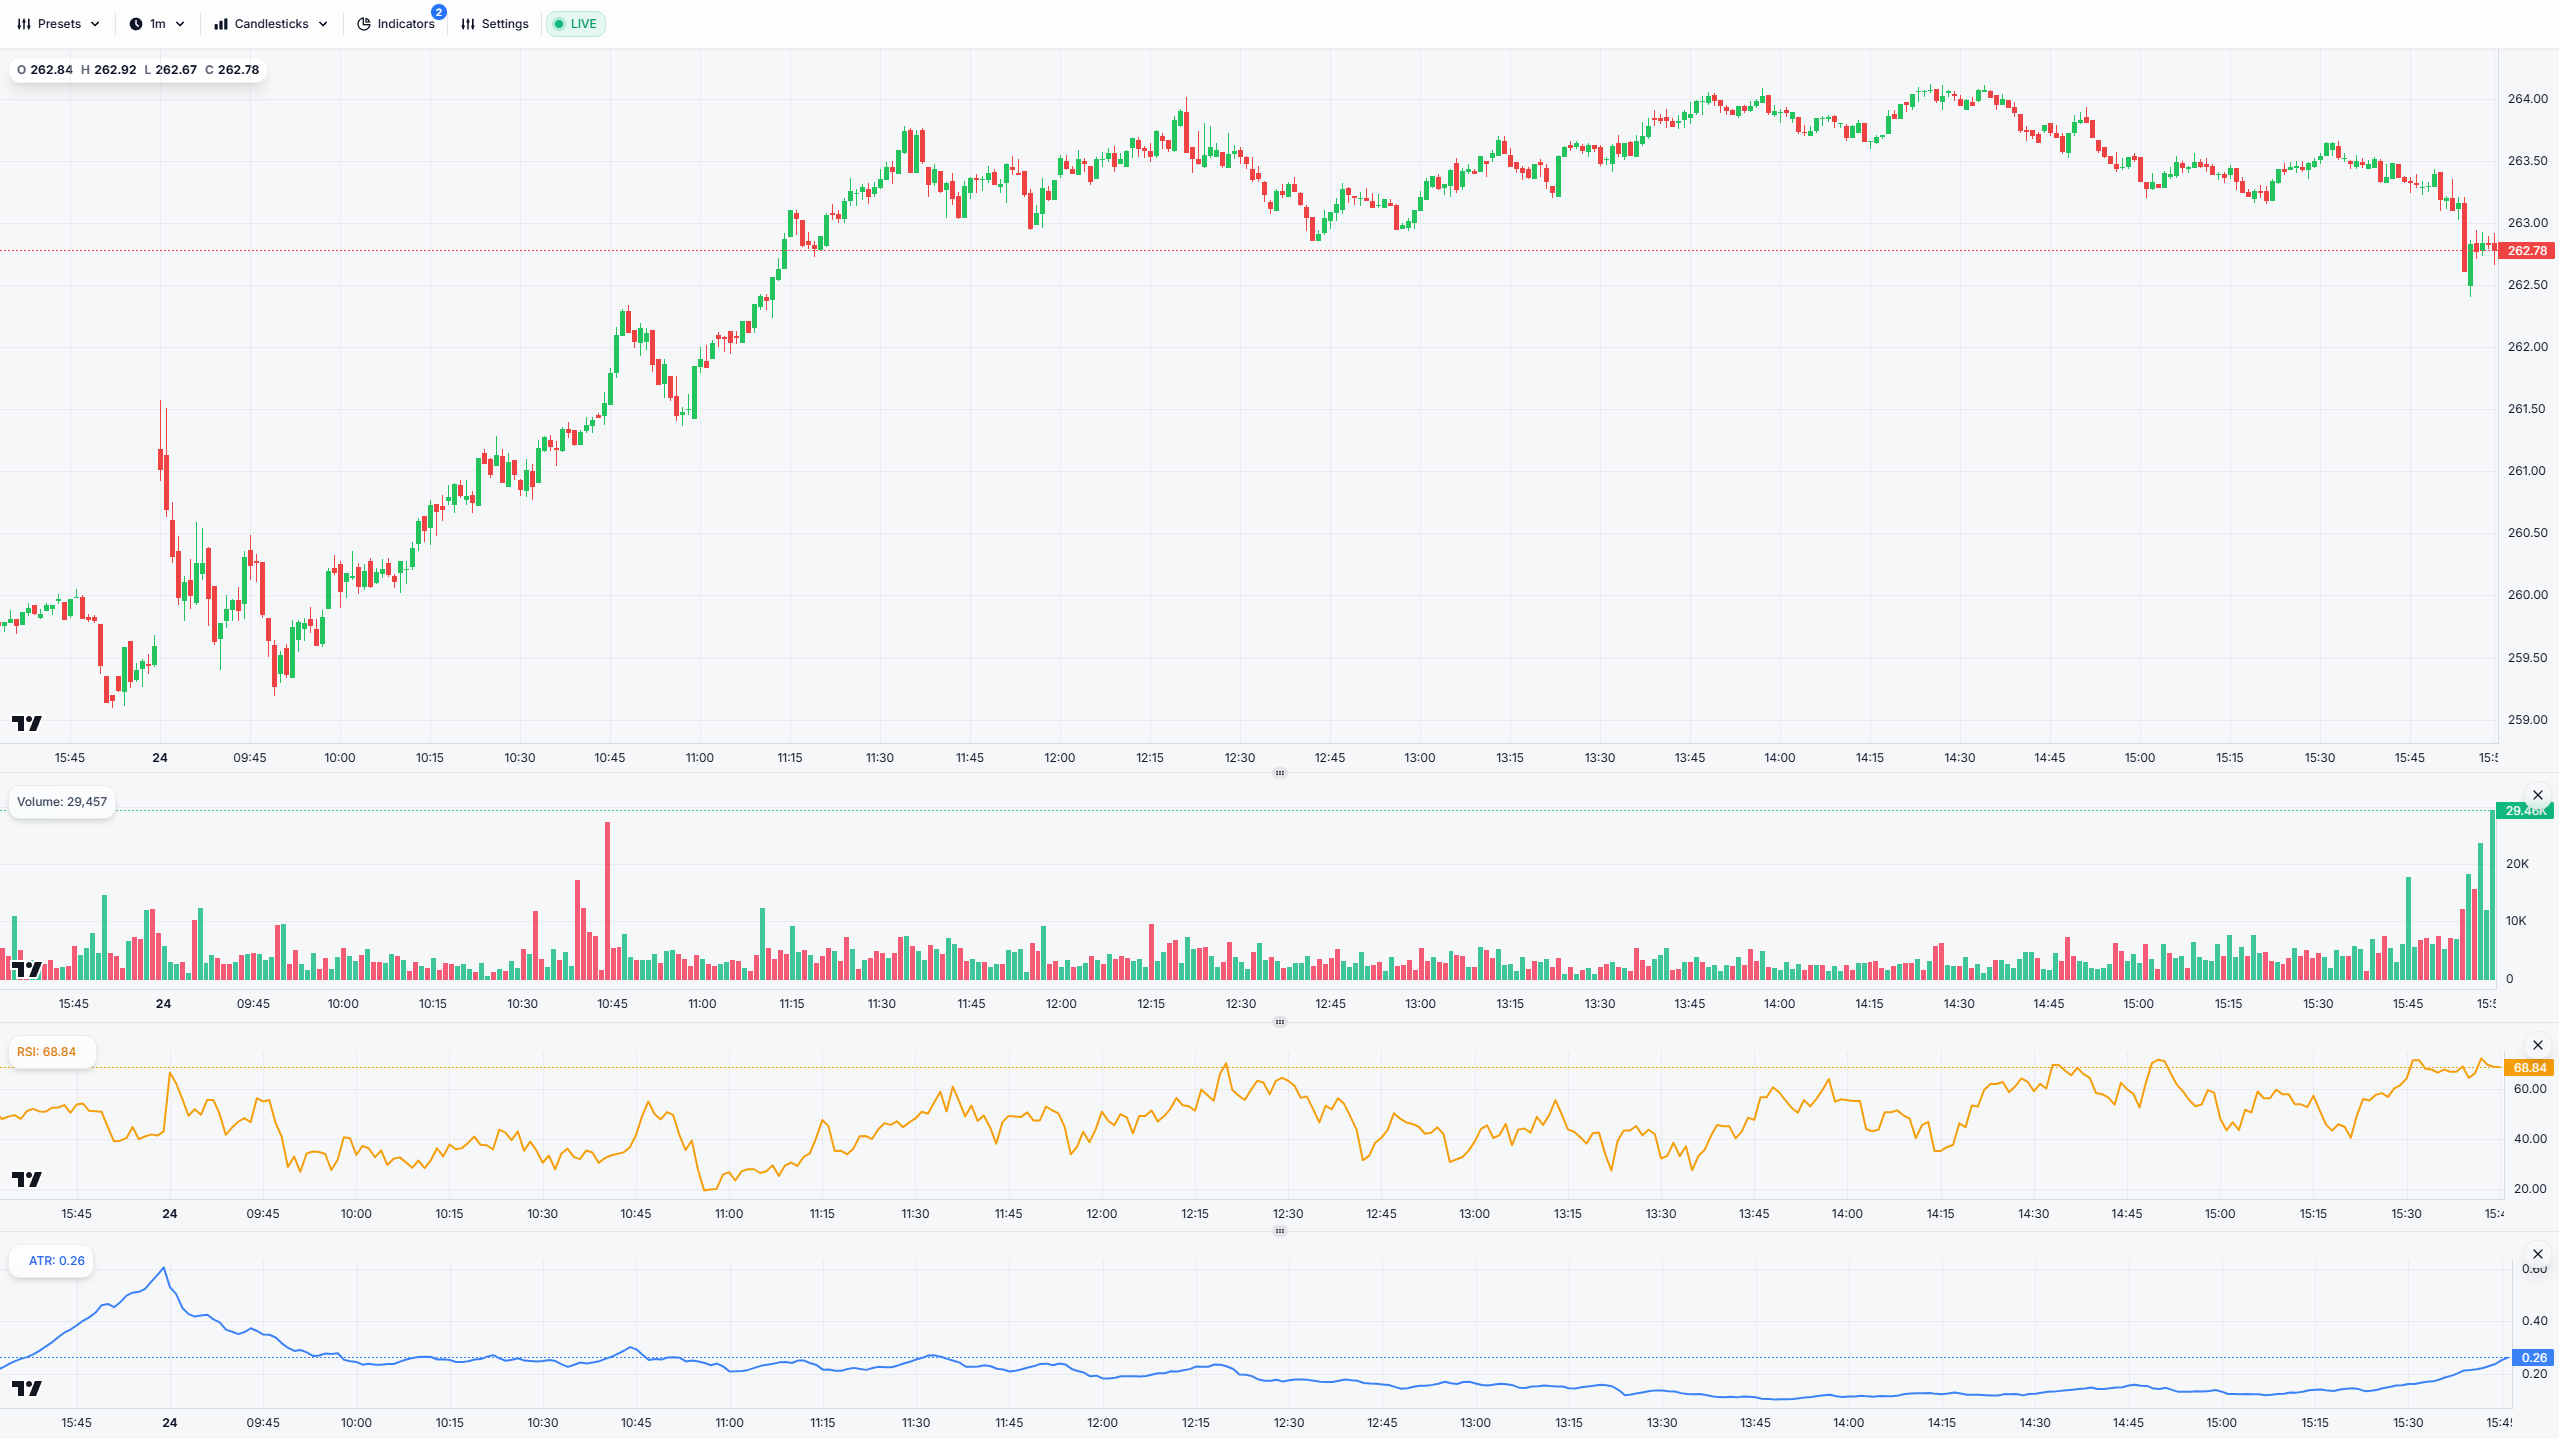 Presets 1m Candlesticks Indicators 2 Settings LIVE
O 262.84 H 262.92 L 262.67 C 262.78
264.00
263.50
263.00
262.78
262.50
262.00
261.50
261.00
260.50
260.00
259.50
259.00
15:45 24 09:45 10:00 10:15 10:30 10:45 11:00 11:15 11:30 11:45 12:00 12:15 12:30 12:45 13:00 13:15 13:30 13:45 14:00 14:15 14:30 14:45 15:00 15:15 15:30 15:45
Volume: 29,457
29.46K
20K
10K
0
15:45 24 09:45 10:00 10:15 10:30 10:45 11:00 11:15 11:30 11:45 12:00 12:15 12:30 12:45 13:00 13:15 13:30 13:45 14:00 14:15 14:30 14:45 15:00 15:15 15:30 15:45
RSI: 68.84
68.84
60.00
40.00
20.00
15:45 24 09:45 10:00 10:15 10:30 10:45 11:00 11:15 11:30 11:45 12:00 12:15 12:30 12:45 13:00 13:15 13:30 13:45 14:00 14:15 14:30 14:45 15:00 15:15 15:30
ATR: 0.26
0.60
0.40
0.26
0.20
15:45 24 09:45 10:00 10:15 10:30 10:45 11:00 11:15 11:30 11:45 12:00 12:15 12:30 12:45 13:00 13:15 13:30 13:45 14:00 14:15 14:30 14:45 15:00 15:15 15:30